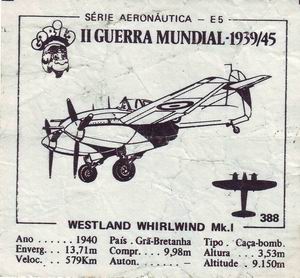 SÉRIE AERONÁUTICA - E5
II GUERRA MUNDIAL-1939/45
388
WESTLAND WHIRLWIND Mk.I
Ano ...... 1940 País . Grã-Bretanha Tipo . Caça-bomb.
Enverg. ... 13,71m Compr. ... 9,98m Altura .... 3,53m
Veloc. .. 579Km Auton. ........ - Altitude . 9.150m